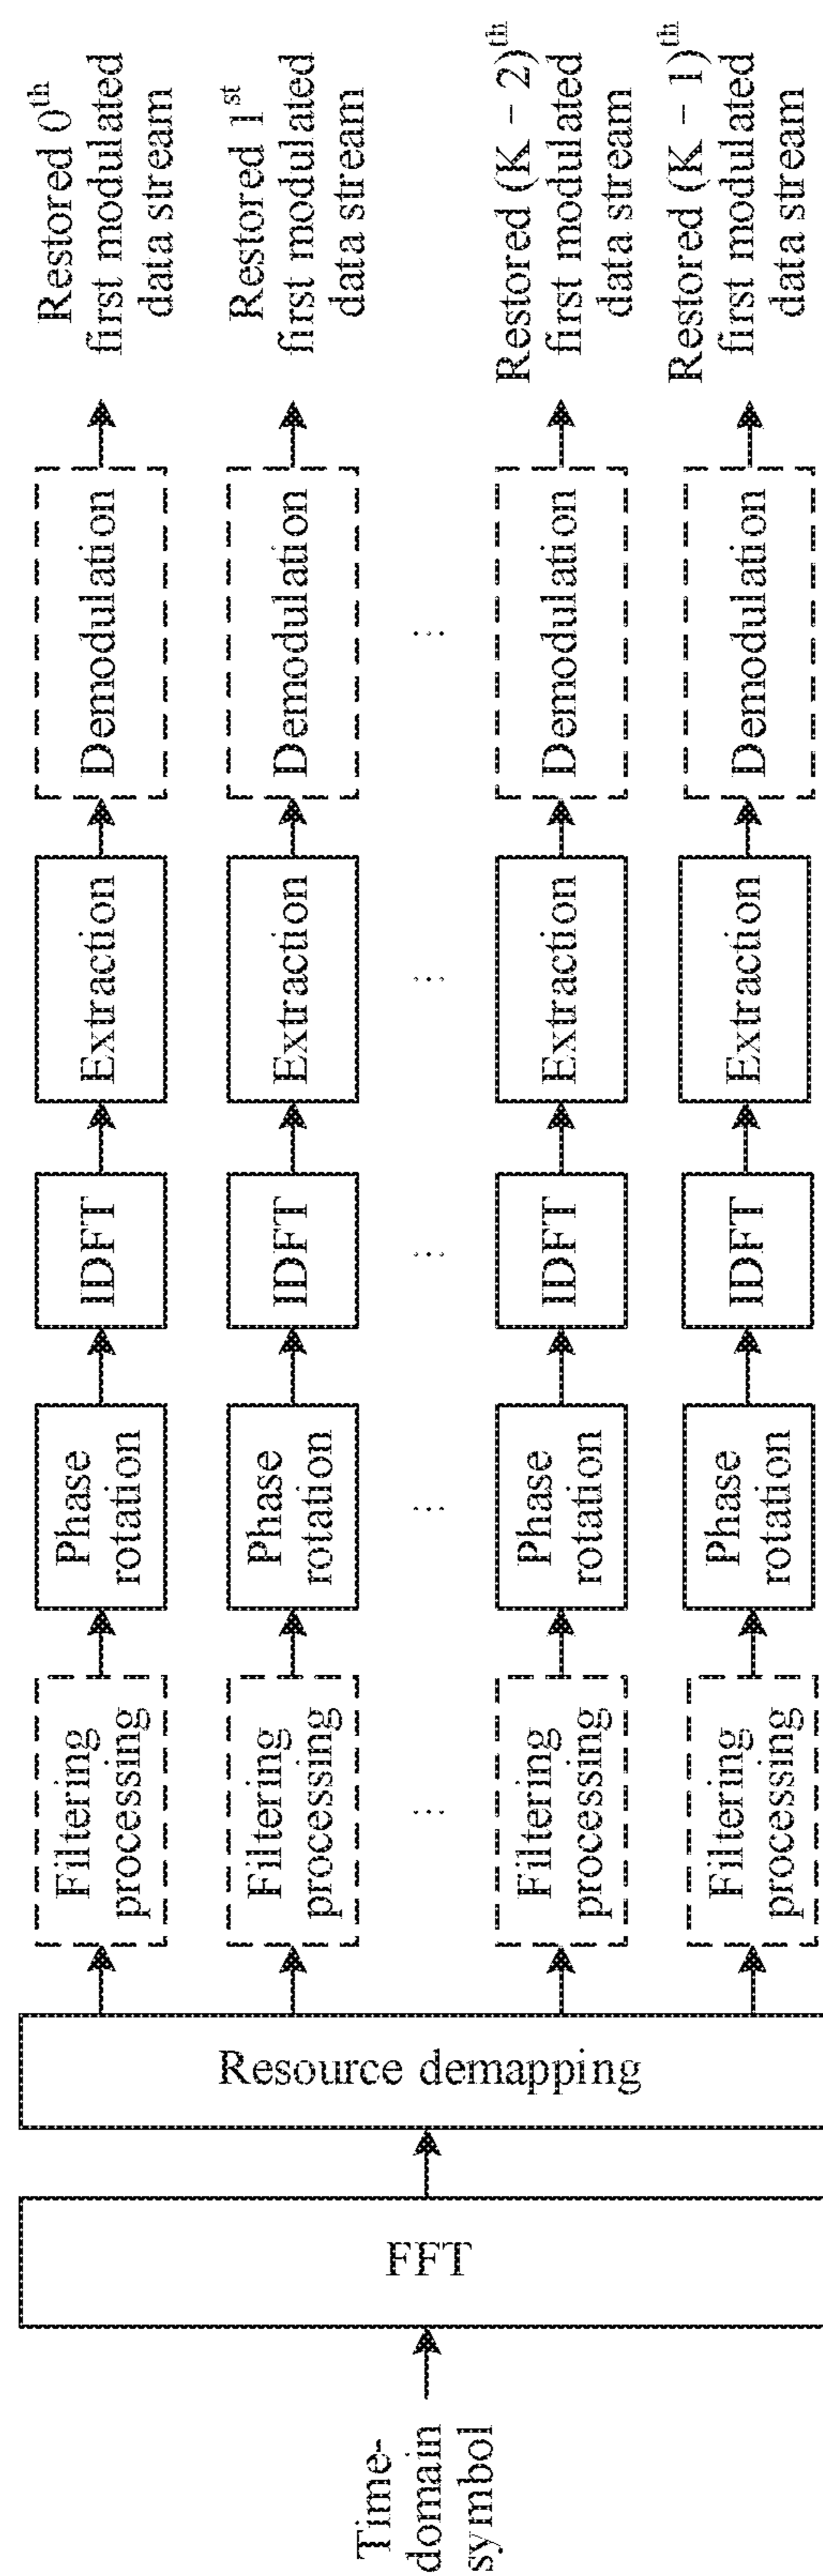 Time-
domain
symbol
FFT
Resource demapping
Filtering
processing
Phase
rotation
IDFT
Extraction
Demodulation
Restored 0th
first modulated
data stream
Filtering
processing
Phase
rotation
IDFT
Extraction
Demodulation
Restored 1st
first modulated
data stream
...
...
...
...
...
Filtering
processing
Phase
rotation
IDFT
Extraction
Demodulation
Restored (K − 2)th
first modulated
data stream
Filtering
processing
Phase
rotation
IDFT
Extraction
Demodulation
Restored (K − 1)th
first modulated
data stream